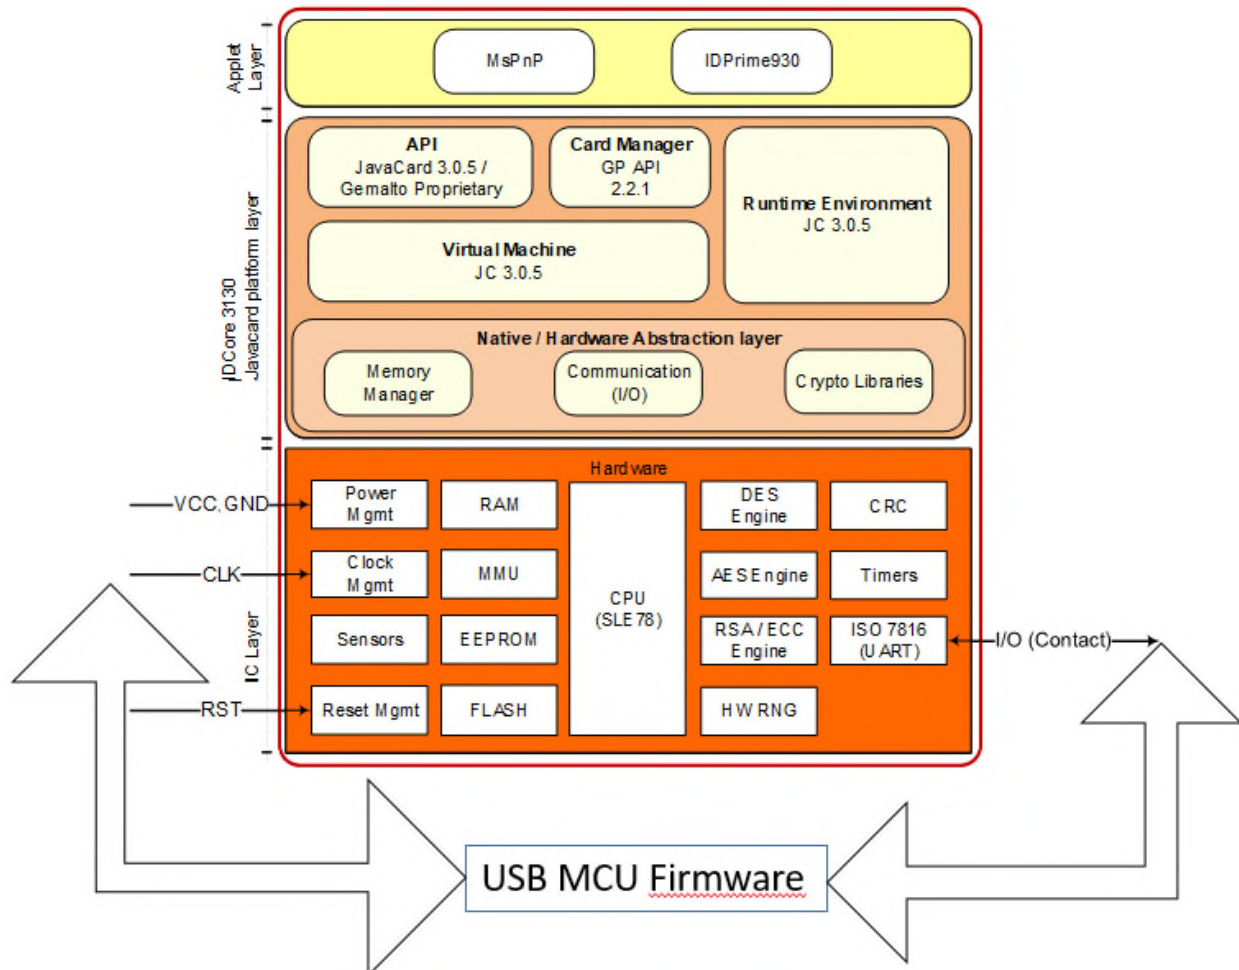 Applet
Layer
MsPnP
IDPrime930
IDCore 3130
Javacard platform layer
API
JavaCard 3.0.5 /
Gemalto Proprietary
Card Manager
GP API
2.2.1
Runtime Environment
JC 3.0.5
Virtual Machine
JC 3.0.5
Native / Hardware Abstraction layer
Memory
Manager
Communication
(I/O)
Crypto Libraries
IC Layer
Hardware
VCC, GND
Power
Mgmt
RAM
DES
Engine
CRC
CLK
Clock
Mgmt
MMU
CPU
(SLE78)
AES Engine
Timers
Sensors
EEPROM
RSA / ECC
Engine
ISO 7816
(UART)
I/O (Contact)
RST
Reset Mgmt
FLASH
HW RNG
USB MCU Firmware